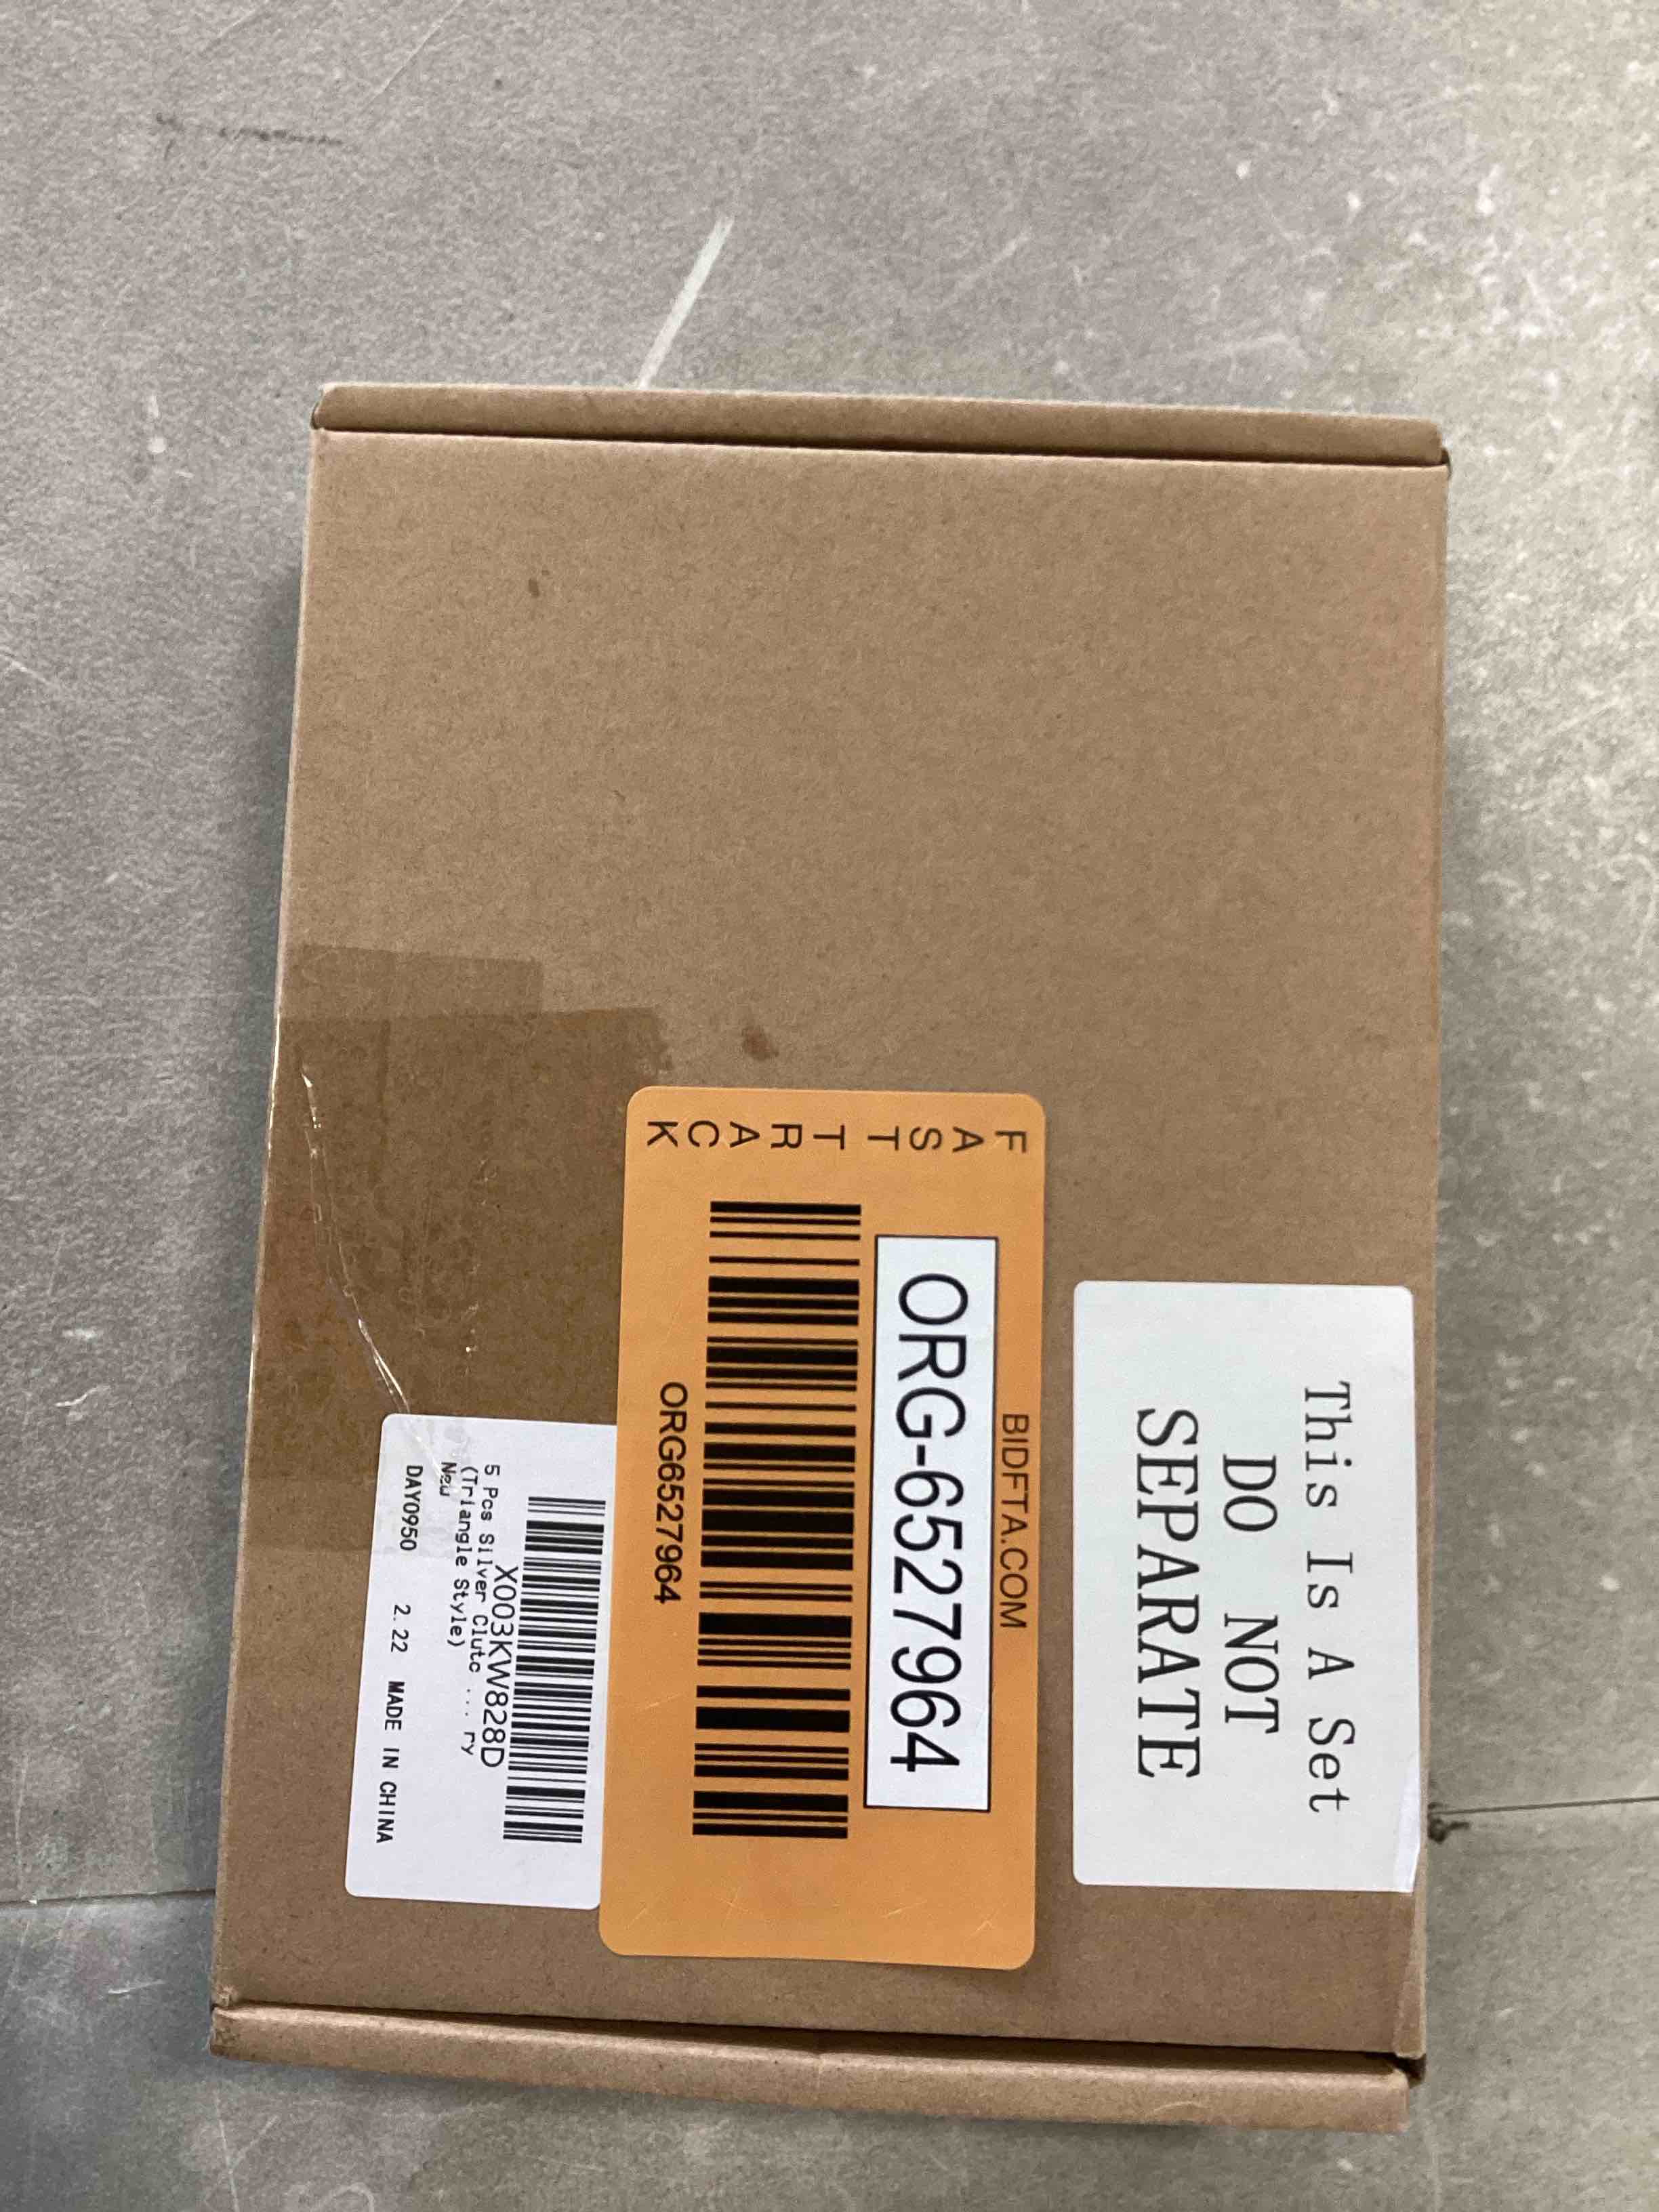 This Is A Set
DO NOT
SEPARATE
BIDFTA.COM
FAST TRACK
ORG-6527964
ORG6527964
X003KW828D
5 Pcs Silver Clutc ... ry
(Triangle Style)
New
DAY0950 2.22 MADE IN CHINA